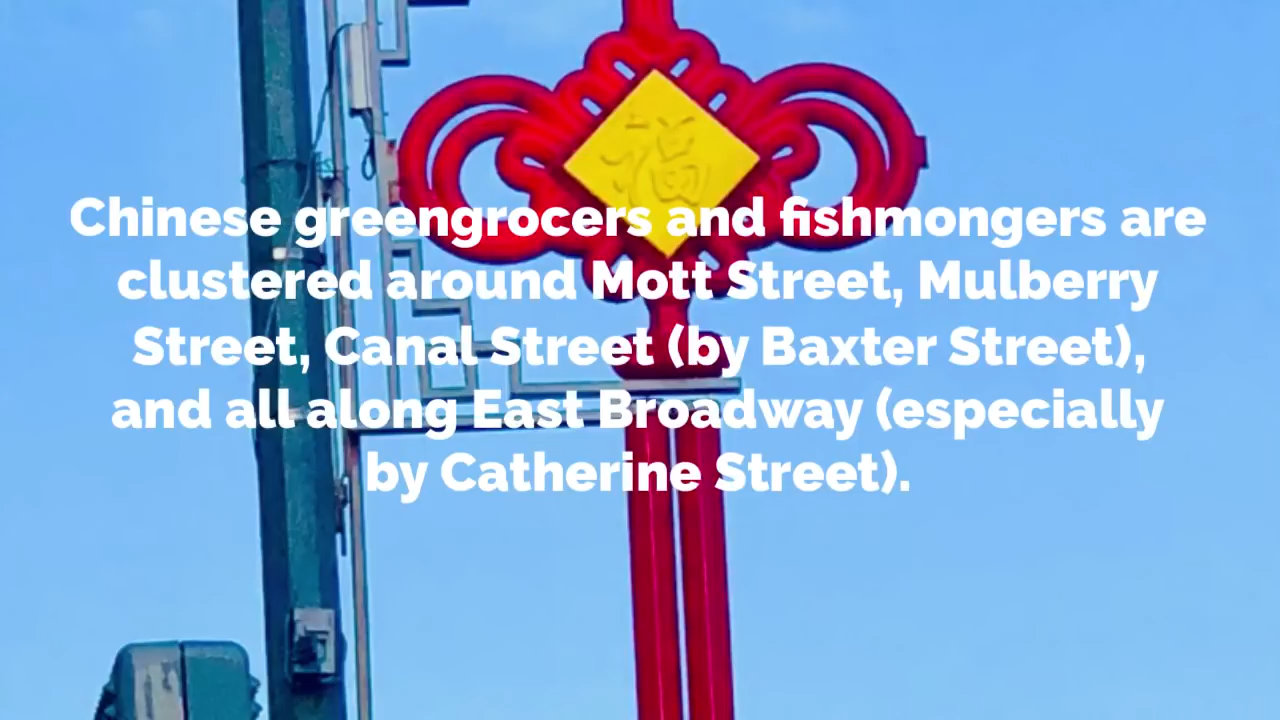 福
Chinese greengrocers and fishmongers are
clustered around Mott Street, Mulberry
Street, Canal Street (by Baxter Street),
and all along East Broadway (especially
by Catherine Street).